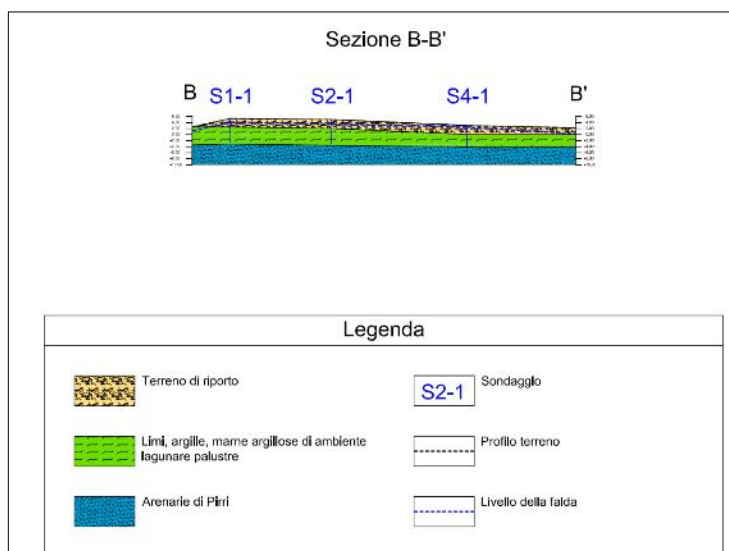 Sezione B-B'
B S1-1 S2-1 S4-1 B'
Legenda
Terreno di riporto
Sondaggio
S2-1
Limi, argille, marne argillose di ambiente
lagunare palustre
Profilo terreno
Arenarie di Pirri
Livello della falda